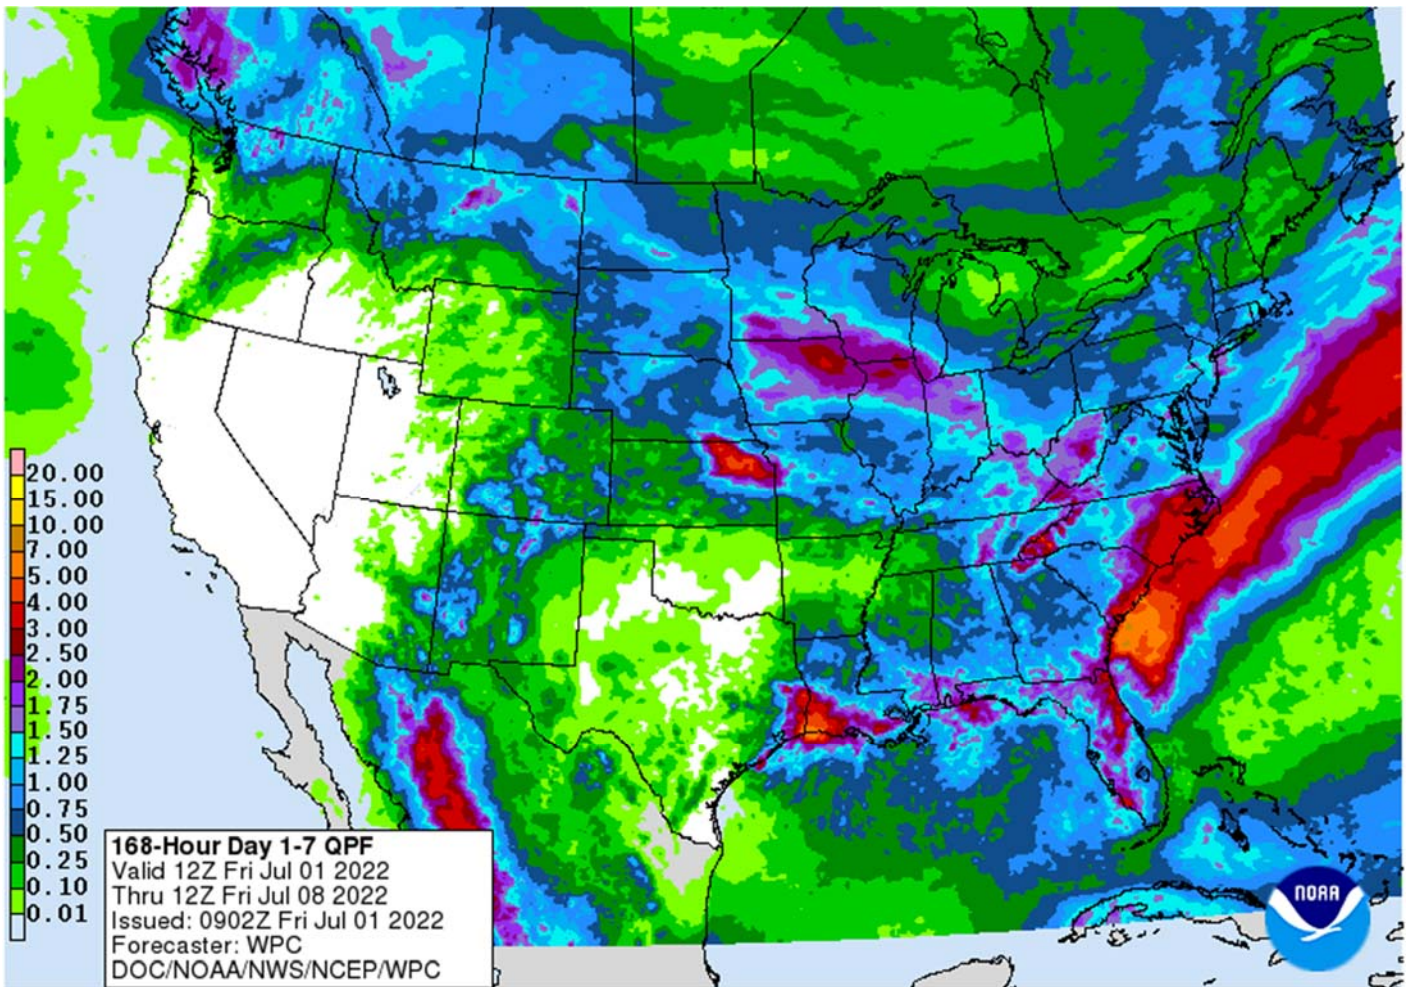 20.00
15.00
10.00
7.00
5.00
4.00
3.00
2.50
2.00
1.75
1.50
1.25
1.00
0.75
0.50
0.25
0.10
0.01
168-Hour Day 1-7 QPF
Valid 12Z Fri Jul 01 2022
Thru 12Z Fri Jul 08 2022
Issued: 0902Z Fri Jul 01 2022
Forecaster: WPC
DOC/NOAA/NWS/NCEP/WPC
NOAA